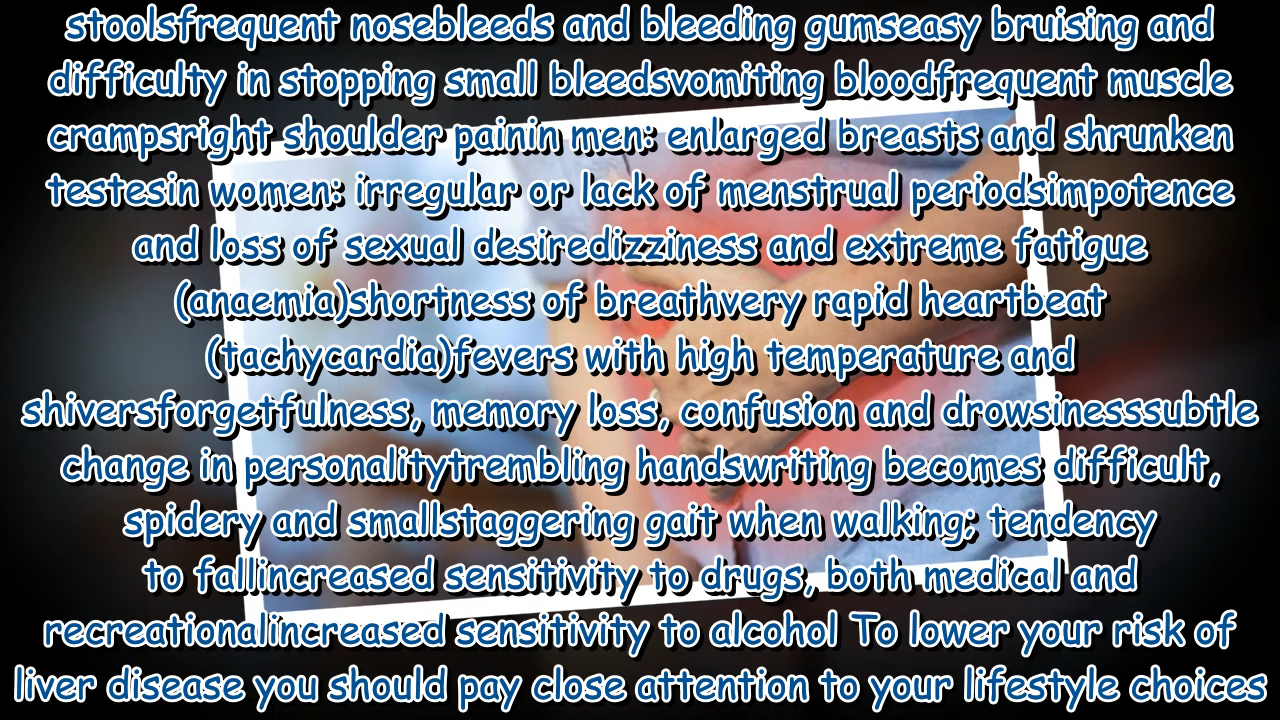 stoolsfrequent nosebleeds and bleeding gumseasy bruising and
difficulty in stopping small bleedsvomiting bloodfrequent muscle
crampsright shoulder painin men: enlarged breasts and shrunken
testesin women: irregular or lack of menstrual periodsimpotence
and loss of sexual desiredizziness and extreme fatigue
(anaemia)shortness of breathvery rapid heartbeat
(tachycardia)fevers with high temperature and
shiversforgetfulness, memory loss, confusion and drowsinesssubtle
change in personalitytrembling handswriting becomes difficult,
spidery and smallstaggering gait when walking; tendency
to fallincreased sensitivity to drugs, both medical and
recreationalincreased sensitivity to alcohol To lower your risk of
liver disease you should pay close attention to your lifestyle choices